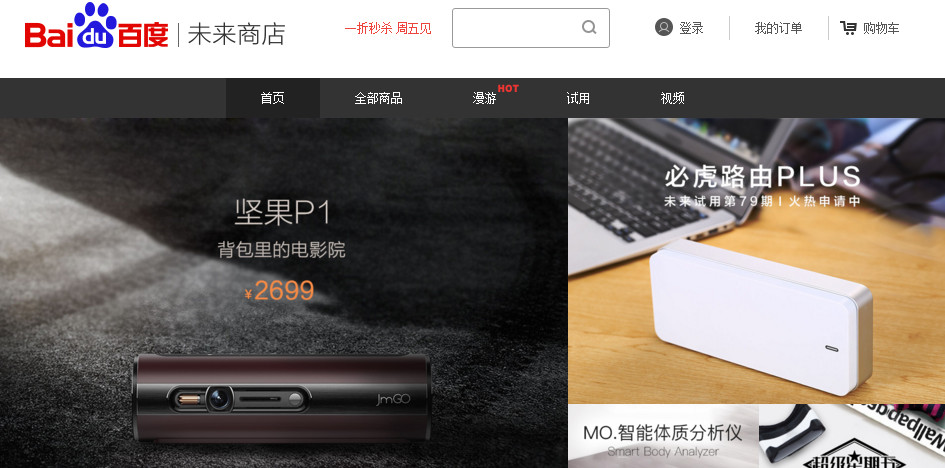 Bai du 百度 | 未来商店
一折秒杀 周五见
登录
我的订单
购物车
首页
全部商品
漫游 HOT
试用
视频
坚果P1
背包里的电影院
¥2699
JmGO
必虎路由PLUS
未来试用第79期 | 火热申请中
MO.智能体质分析仪
Smart Body Analyzer